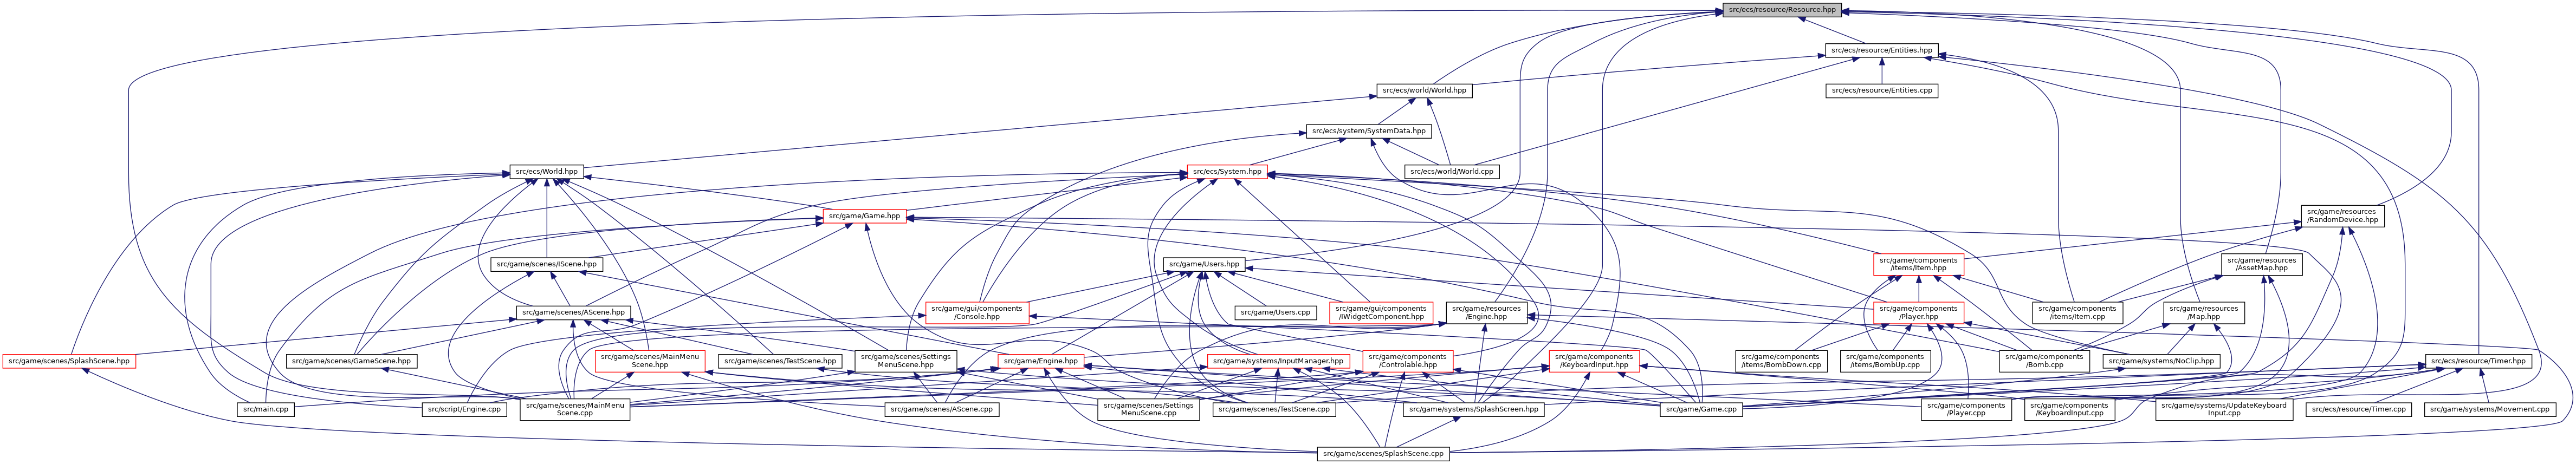 src/ecs/resource/Resource.hpp
src/ecs/resource/Entities.hpp
src/ecs/world/World.hpp
src/ecs/resource/Entities.cpp
src/ecs/system/SystemData.hpp
src/ecs/World.hpp
src/ecs/System.hpp
src/ecs/world/World.cpp
src/game/Game.hpp
src/game/resources
/RandomDevice.hpp
src/game/scenes/IScene.hpp
src/game/Users.hpp
src/game/components
/items/Item.hpp
src/game/resources
/AssetMap.hpp
src/game/scenes/AScene.hpp
src/game/gui/components
/Console.hpp
src/game/Users.cpp
src/game/gui/components
/IWidgetComponent.hpp
src/game/resources
/Engine.hpp
src/game/components
/Player.hpp
src/game/components
/items/Item.cpp
src/game/resources
/Map.hpp
src/game/scenes/SplashScene.hpp
src/game/scenes/GameScene.hpp
src/game/scenes/MainMenu
Scene.hpp
src/game/scenes/TestScene.hpp
src/game/scenes/Settings
MenuScene.hpp
src/game/Engine.hpp
src/game/systems/InputManager.hpp
src/game/components
/Controlable.hpp
src/game/components
/KeyboardInput.hpp
src/game/components
/items/BombDown.cpp
src/game/components
/items/BombUp.cpp
src/game/components
/Bomb.cpp
src/game/systems/NoClip.hpp
src/ecs/resource/Timer.hpp
src/main.cpp
src/script/Engine.cpp
src/game/scenes/MainMenu
Scene.cpp
src/game/scenes/AScene.cpp
src/game/scenes/Settings
MenuScene.cpp
src/game/scenes/TestScene.cpp
src/game/systems/SplashScreen.hpp
src/game/Game.cpp
src/game/components
/Player.cpp
src/game/components
/KeyboardInput.cpp
src/game/systems/UpdateKeyboard
Input.cpp
src/ecs/resource/Timer.cpp
src/game/systems/Movement.cpp
src/game/scenes/SplashScene.cpp